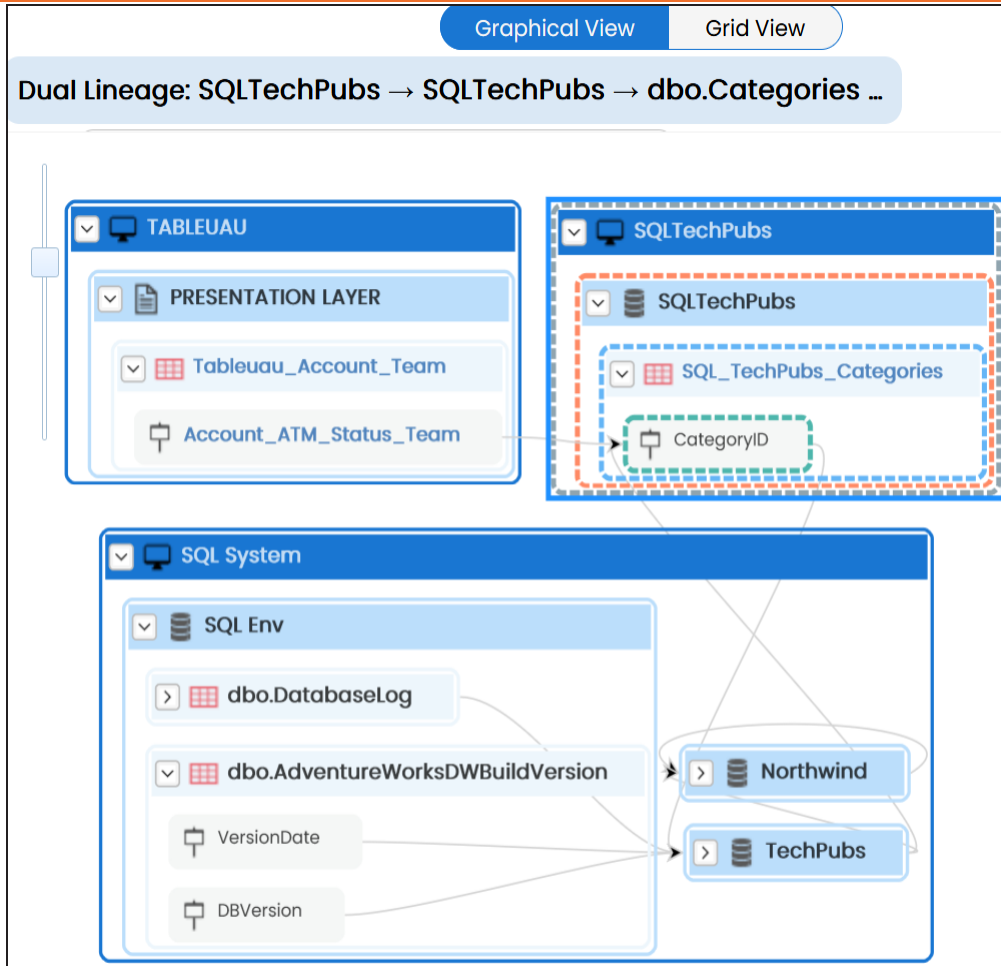 Graphical View
Grid View
Dual Lineage: SQLTechPubs → SQLTechPubs → dbo.Categories ...
TABLEUAU
PRESENTATION LAYER
Tableuau_Account_Team
Account_ATM_Status_Team
SQLTechPubs
SQLTechPubs
SQL_TechPubs_Categories
CategoryID
SQL System
SQL Env
dbo.DatabaseLog
dbo.AdventureWorksDWBuildVersion
VersionDate
DBVersion
Northwind
TechPubs